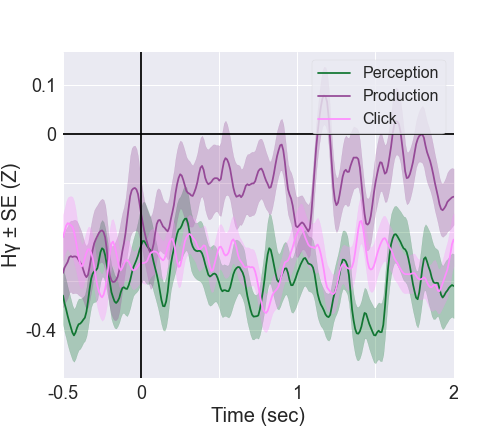 Perception
Production
Click
0.1
0
-0.4
Hγ ± SE (Z)
-0.5
0
1
2
Time (sec)